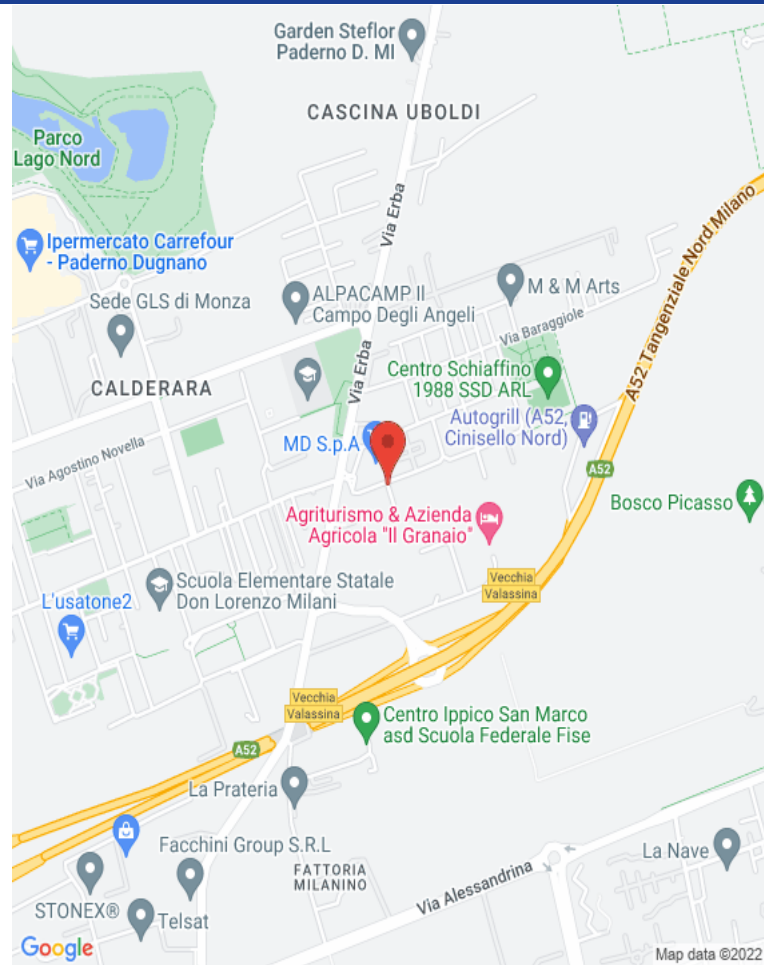 Garden Steflor
Paderno D. MI
CASCINA UBOLDI
Parco
Lago Nord
Via Erba
A52 Tangenziale Nord Milano
Ipermercato Carrefour
- Paderno Dugnano
Sede GLS di Monza
ALPACAMP II
Campo Degli Angeli
M & M Arts
Via Baraggiole
Via Erba
CALDERARA
Centro Schiaffino
1988 SSD ARL
Autogrill (A52,
Cinisello Nord)
MD S.p.A
Via Agostino Novella
A52
Bosco Picasso
Agriturismo & Azienda
Agricola "Il Granaio"
Scuola Elementare Statale
Don Lorenzo Milani
Vecchia
Valassina
L'usatone2
Vecchia
Valassina
Centro Ippico San Marco
asd Scuola Federale Fise
A52
La Prateria
Facchini Group S.R.L
La Nave
FATTORIA
MILANINO
Via Alessandrina
STONEX®
Telsat
Google
Map data ©2022